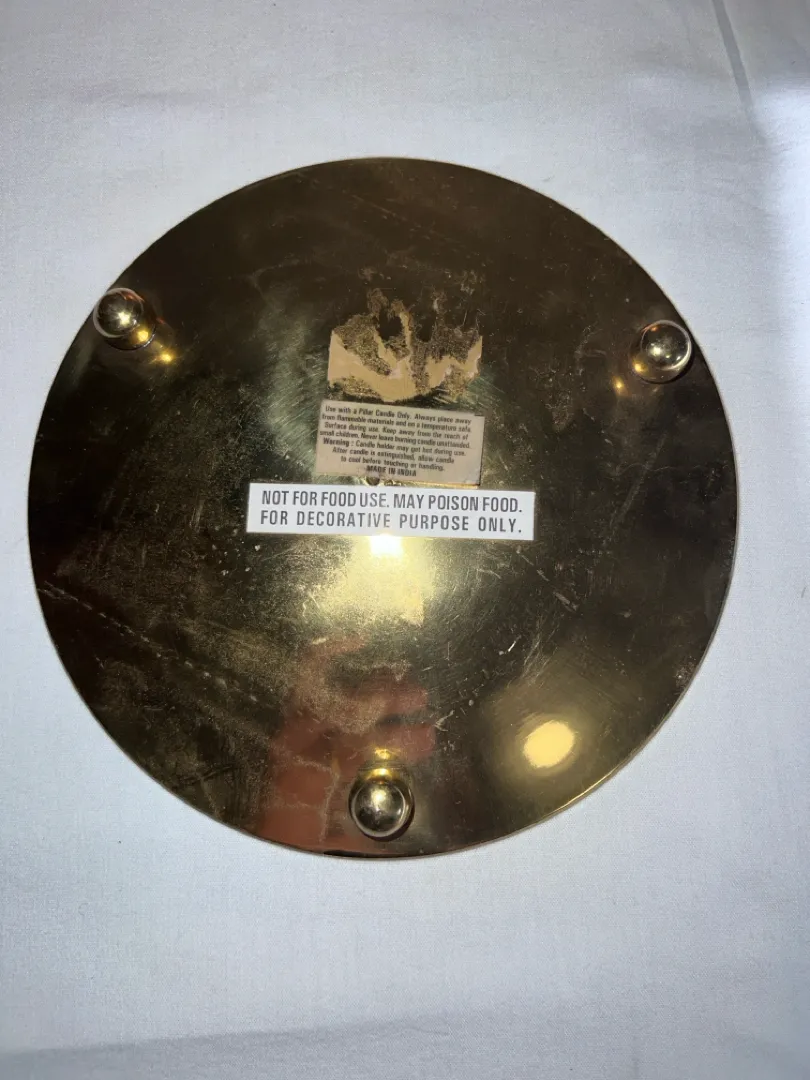 Use with a Pillar Candle Only. Always place away
from flammable materials and on a temperature safe
Surface during use. Keep away from the reach of
small children. Never leave burning candle unattended.
Warning : Candle holder may get hot during use.
After candle is extinguished, allow candle
to cool before touching or handling.
MADE IN INDIA
NOT FOR FOOD USE. MAY POISON FOOD.
FOR DECORATIVE PURPOSE ONLY.